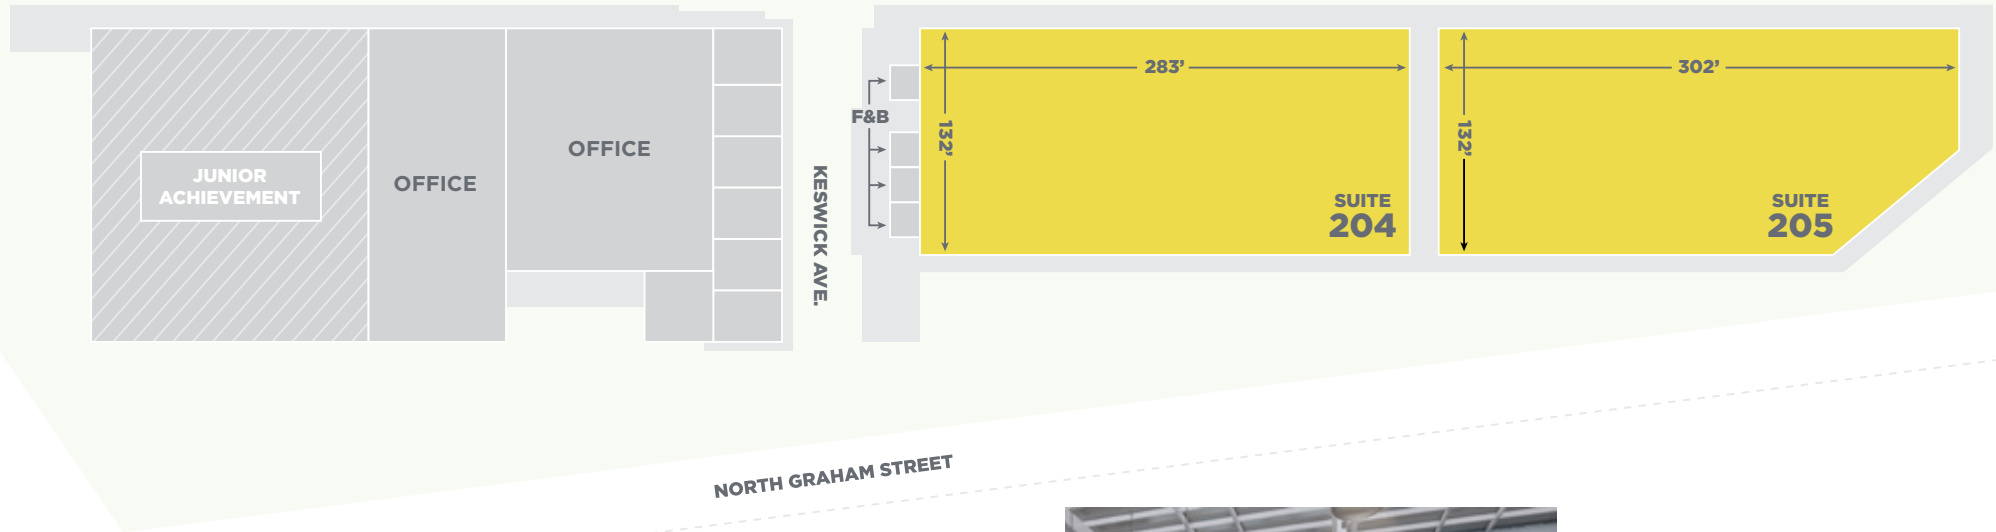 JUNIOR
ACHIEVEMENT
OFFICE
OFFICE
KESWICK AVE.
F&B
283’
132’
SUITE
204
302’
132’
SUITE
205
NORTH GRAHAM STREET